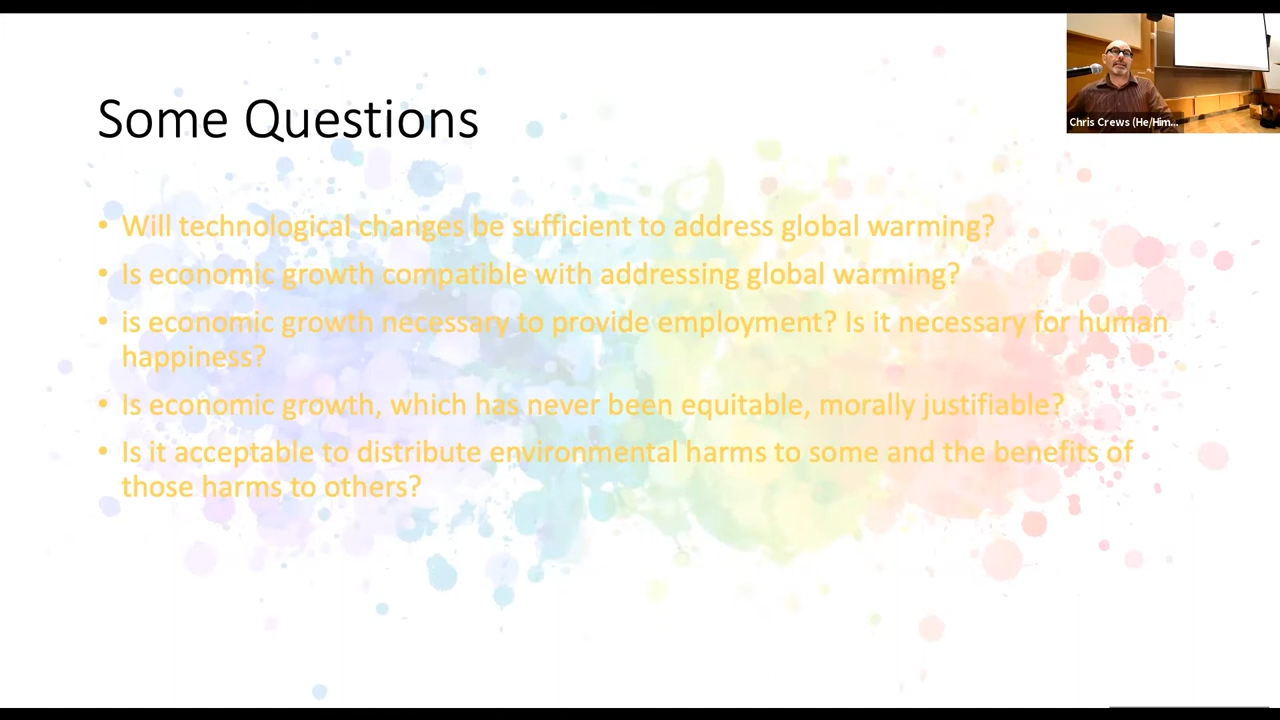 Some Questions
Chris Crews (He/Him...
• Will technological changes be sufficient to address global warming?
• Is economic growth compatible with addressing global warming?
• is economic growth necessary to provide employment? Is it necessary for human
happiness?
• Is economic growth, which has never been equitable, morally justifiable?
• Is it acceptable to distribute environmental harms to some and the benefits of
those harms to others?